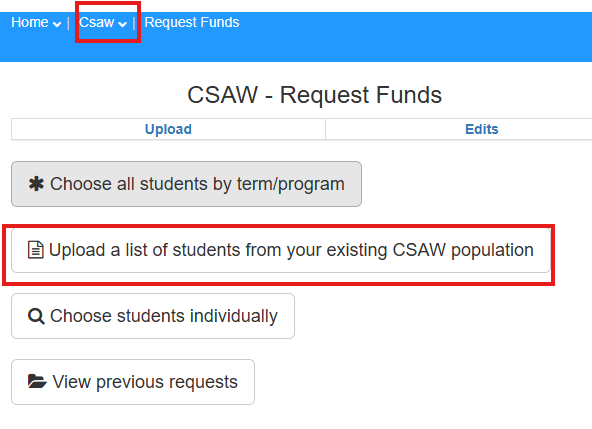 Home | Csaw | Request Funds
CSAW - Request Funds
Upload Edits
Choose all students by term/program
Upload a list of students from your existing CSAW population
Choose students individually
View previous requests